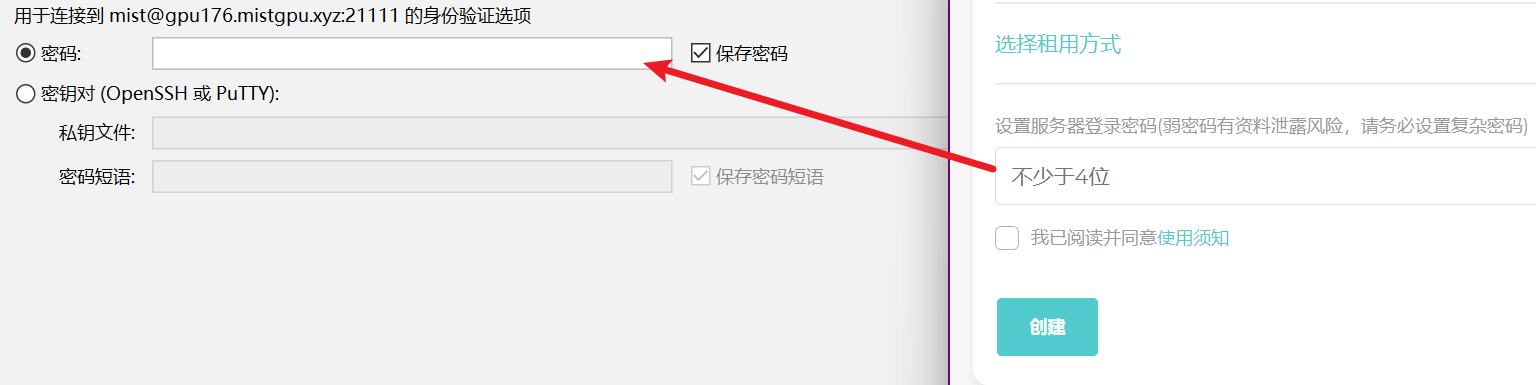 用于连接到 mist@gpu176.mistgpu.xyz:21111 的身份验证选项
密码:
保存密码
密钥对 (OpenSSH 或 PuTTY):
私钥文件:
密码短语:
保存密码短语
选择租用方式
设置服务器登录密码(弱密码有资料泄露风险，请务必设置复杂密码)
不少于4位
我已阅读并同意使用须知
创建